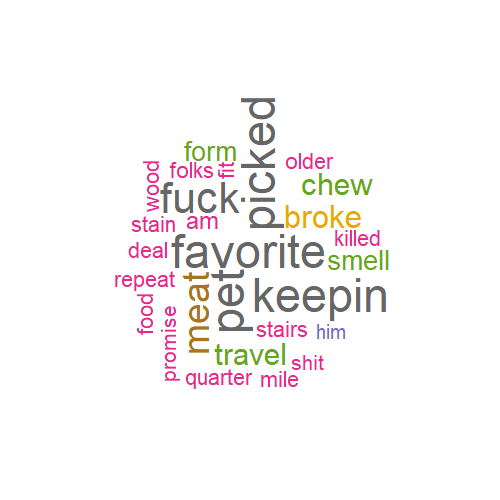 picked
form
older
folks
fit
wood
chew
fuck
broke
stain
am
killed
deal
favorite
smell
repeat
meat
pet
keepin
food
promise
stairs
him
travel
shit
quarter
mile